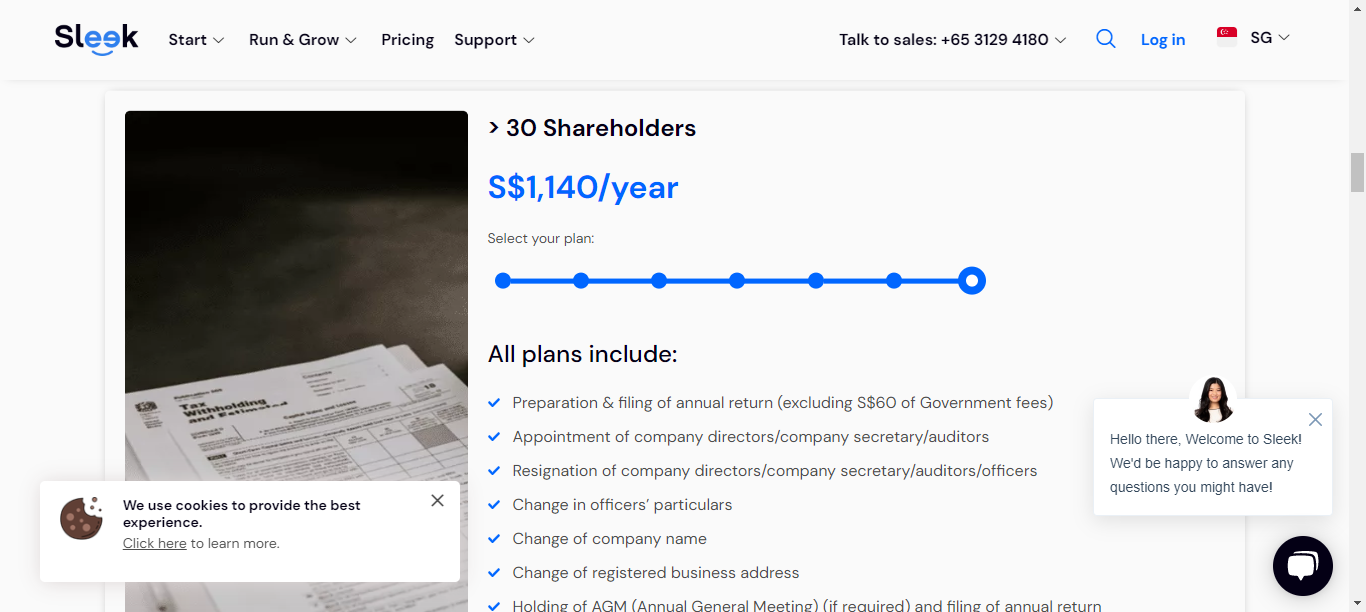 Sleek
Start
Run & Grow
Pricing
Support
Talk to sales: +65 3129 4180
Log in
SG
> 30 Shareholders
S$1,140/year
Select your plan:
All plans include:
Preparation & filing of annual return (excluding S$60 of Government fees)
Appointment of company directors/company secretary/auditors
Resignation of company directors/company secretary/auditors/officers
Change in officers’ particulars
Change of company name
Change of registered business address
Holding of AGM (Annual General Meeting) (if required) and filing of annual return
Tax
Withholding
and Estimated
Hello there, Welcome to Sleek!
We'd be happy to answer any
questions you might have!
We use cookies to provide the best
experience.
Click here to learn more.